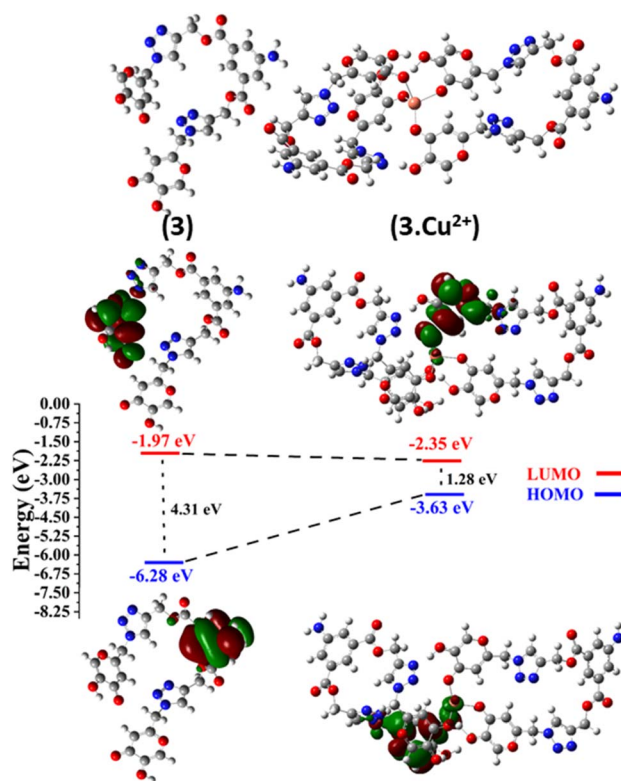 (3)
(3.Cu²⁺)
0.00
-0.75
-1.50
-2.25
-3.00
-3.75
-4.50
-5.25
-6.00
-6.75
-7.50
-8.25
Energy (eV)
-1.97 eV
-2.35 eV
4.31 eV
1.28 eV
-6.28 eV
-3.63 eV
LUMO
HOMO